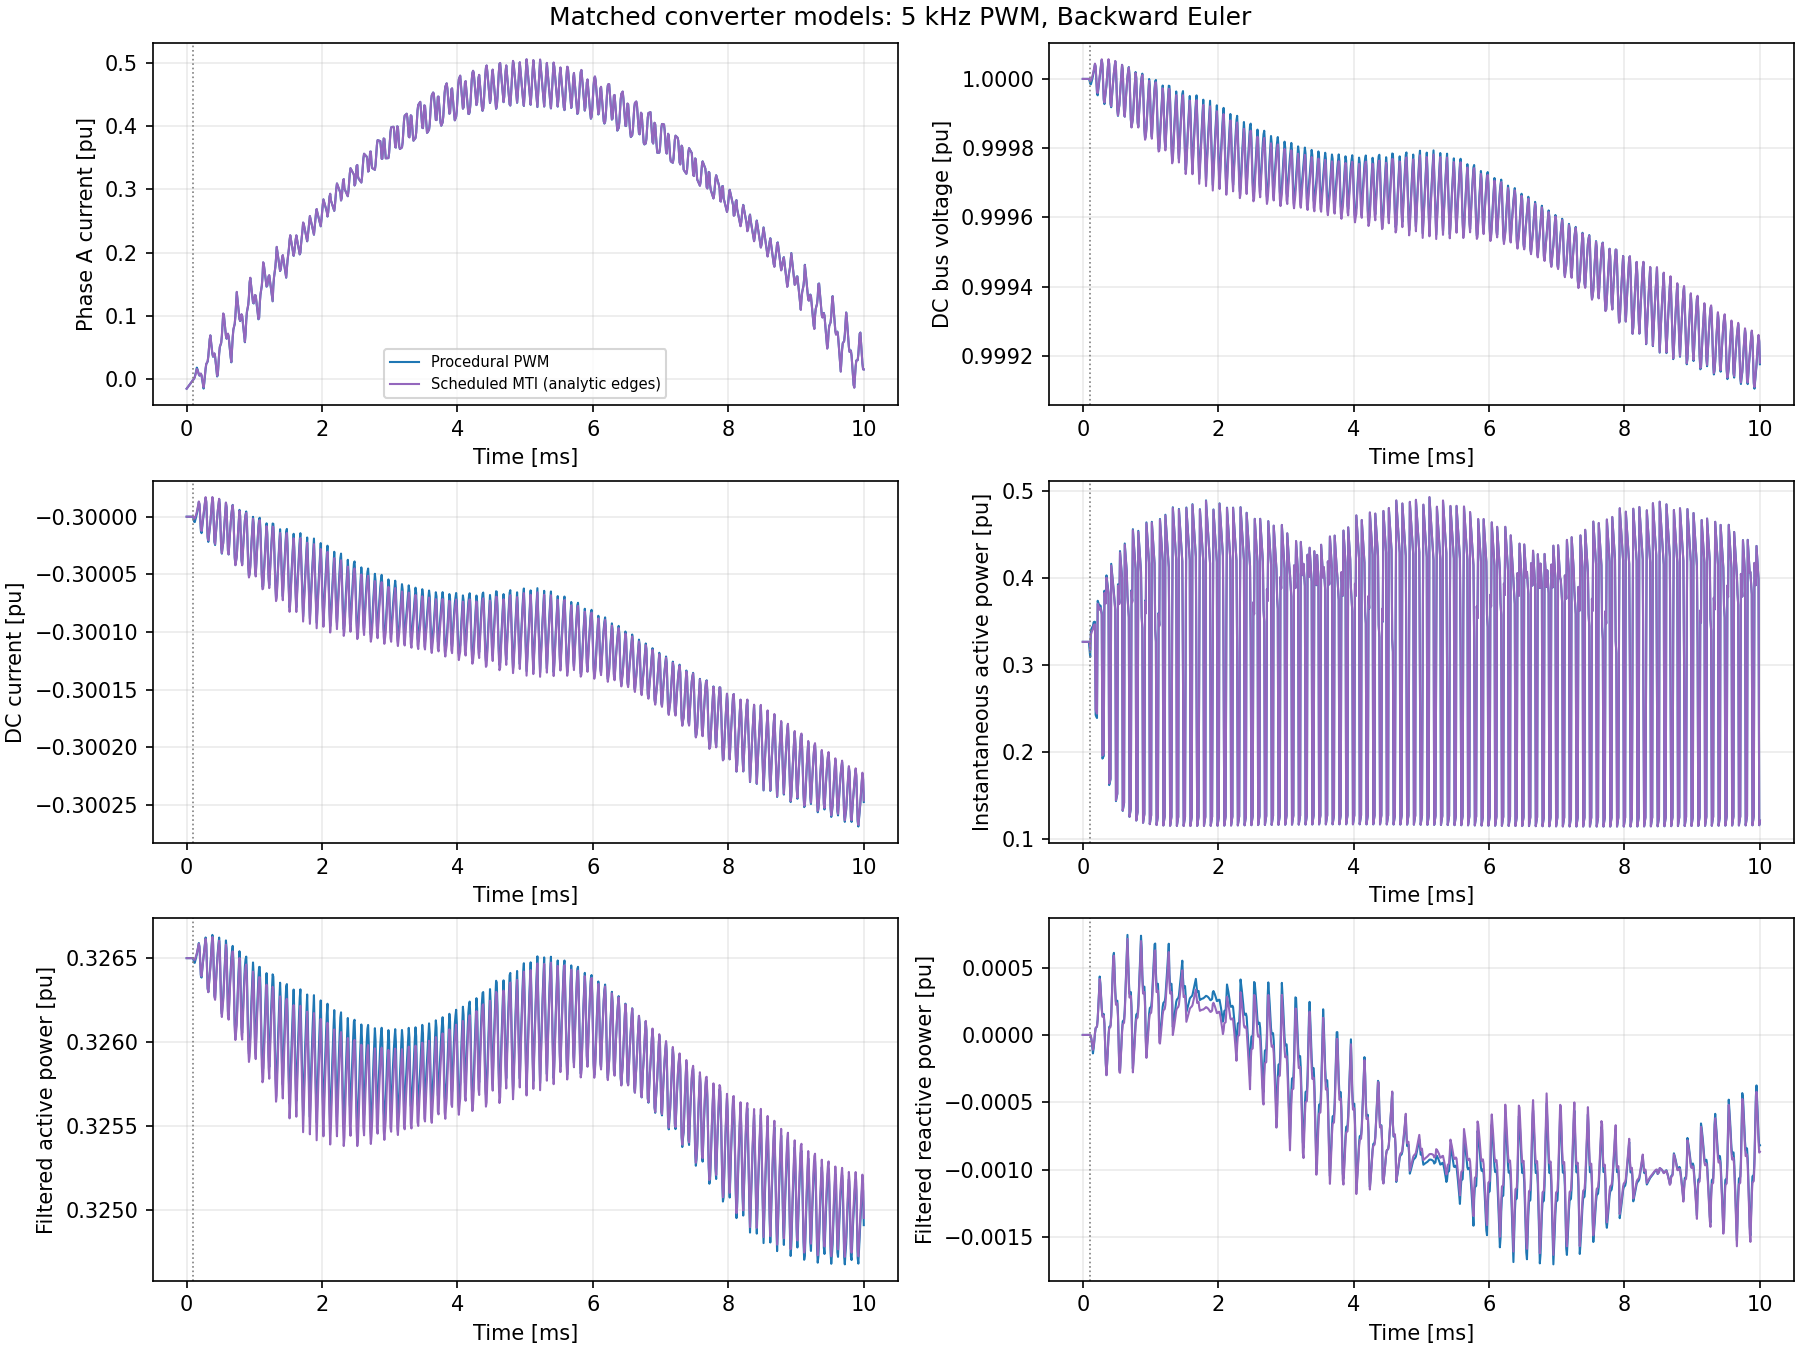 Matched converter models: 5 kHz PWM, Backward Euler
Phase A current [pu]
0.5
0.4
0.3
0.2
0.1
0.0
Procedural PWM
Scheduled MTI (analytic edges)
0 2 4 6 8 10
Time [ms]
DC bus voltage [pu]
1.0000
0.9998
0.9996
0.9994
0.9992
0 2 4 6 8 10
Time [ms]
DC current [pu]
−0.30000
−0.30005
−0.30010
−0.30015
−0.30020
−0.30025
0 2 4 6 8 10
Time [ms]
Instantaneous active power [pu]
0.5
0.4
0.3
0.2
0.1
0 2 4 6 8 10
Time [ms]
Filtered active power [pu]
0.3265
0.3260
0.3255
0.3250
0 2 4 6 8 10
Time [ms]
Filtered reactive power [pu]
0.0005
0.0000
−0.0005
−0.0010
−0.0015
0 2 4 6 8 10
Time [ms]